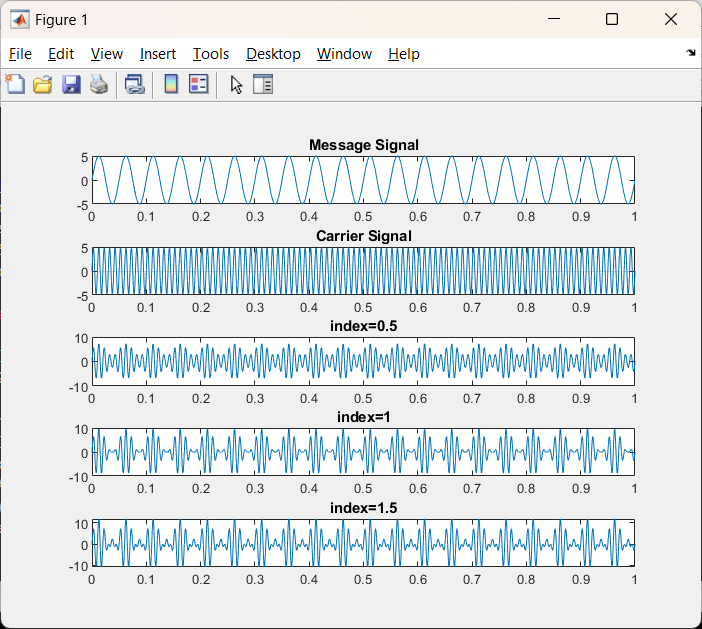 Figure 1
File Edit View Insert Tools Desktop Window Help
Message Signal
5
0
-5
0 0.1 0.2 0.3 0.4 0.5 0.6 0.7 0.8 0.9 1
Carrier Signal
5
0
-5
0 0.1 0.2 0.3 0.4 0.5 0.6 0.7 0.8 0.9 1
index=0.5
10
0
-10
0 0.1 0.2 0.3 0.4 0.5 0.6 0.7 0.8 0.9 1
index=1
10
0
-10
0 0.1 0.2 0.3 0.4 0.5 0.6 0.7 0.8 0.9 1
index=1.5
10
0
-10
0 0.1 0.2 0.3 0.4 0.5 0.6 0.7 0.8 0.9 1